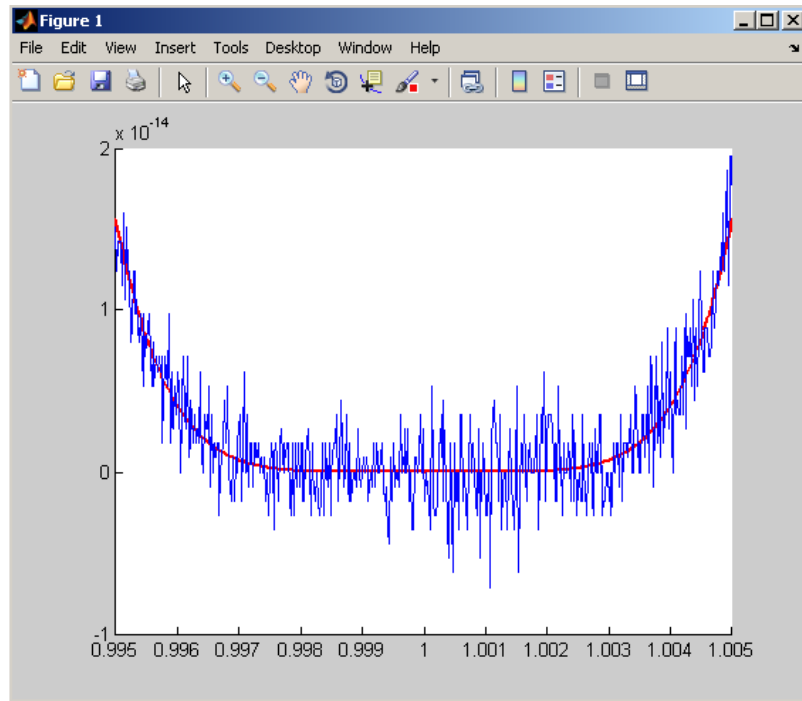 Figure 1
File Edit View Insert Tools Desktop Window Help
x 10^-14
2
1
0
-1
0.995 0.996 0.997 0.998 0.999 1 1.001 1.002 1.003 1.004 1.005